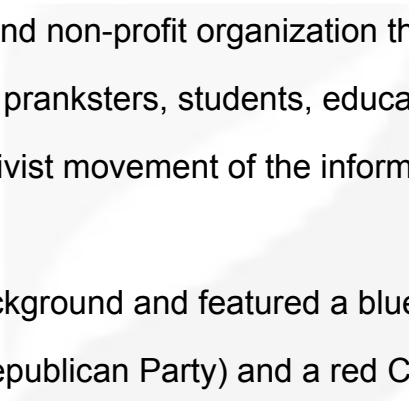 nd non-profit organization th
pranksters, students, educa
ivist movement of the inform
ckground and featured a blue
epublican Party) and a red C